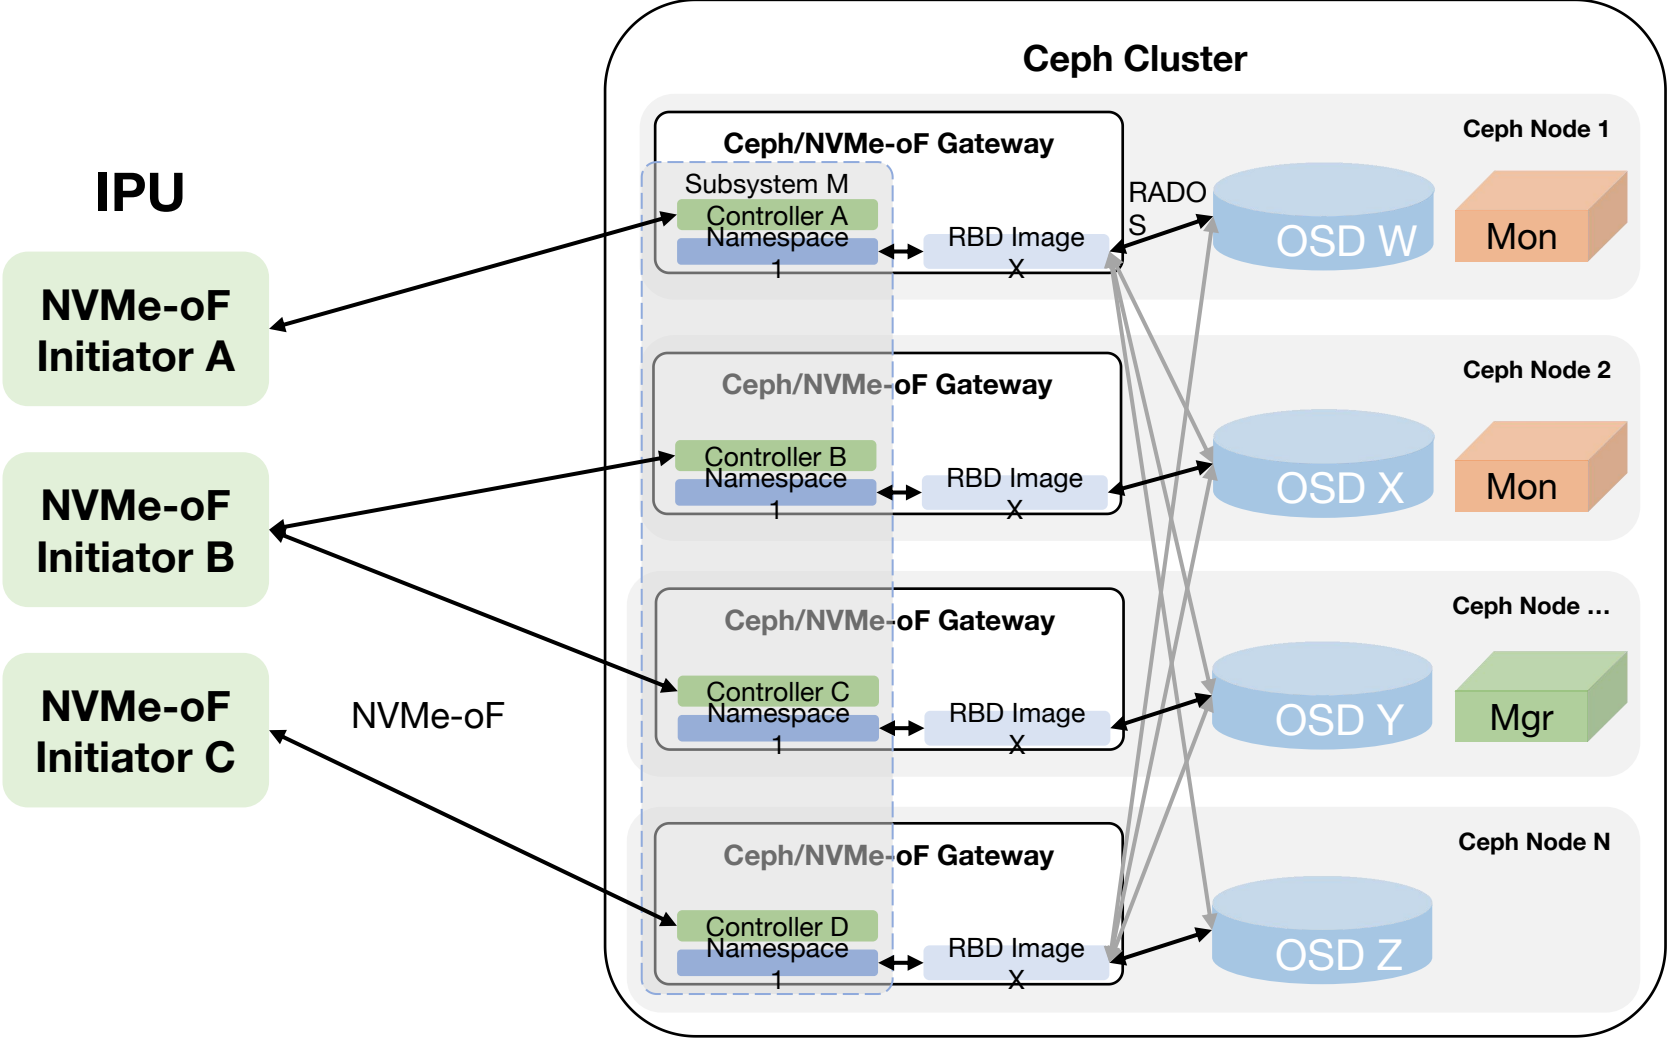 Ceph Cluster
IPU
NVMe-oF
Initiator A
NVMe-oF
Initiator B
NVMe-oF
Initiator C
NVMe-oF
Ceph Node 1
Ceph/NVMe-oF Gateway
Subsystem M
Controller A
Namespace
1
RBD Image
X
RADO
S
OSD W
Mon
Ceph Node 2
Ceph/NVMe-oF Gateway
Controller B
Namespace
1
RBD Image
X
OSD X
Mon
Ceph Node ...
Ceph/NVMe-oF Gateway
Controller C
Namespace
1
RBD Image
X
OSD Y
Mgr
Ceph Node N
Ceph/NVMe-oF Gateway
Controller D
Namespace
1
RBD Image
X
OSD Z